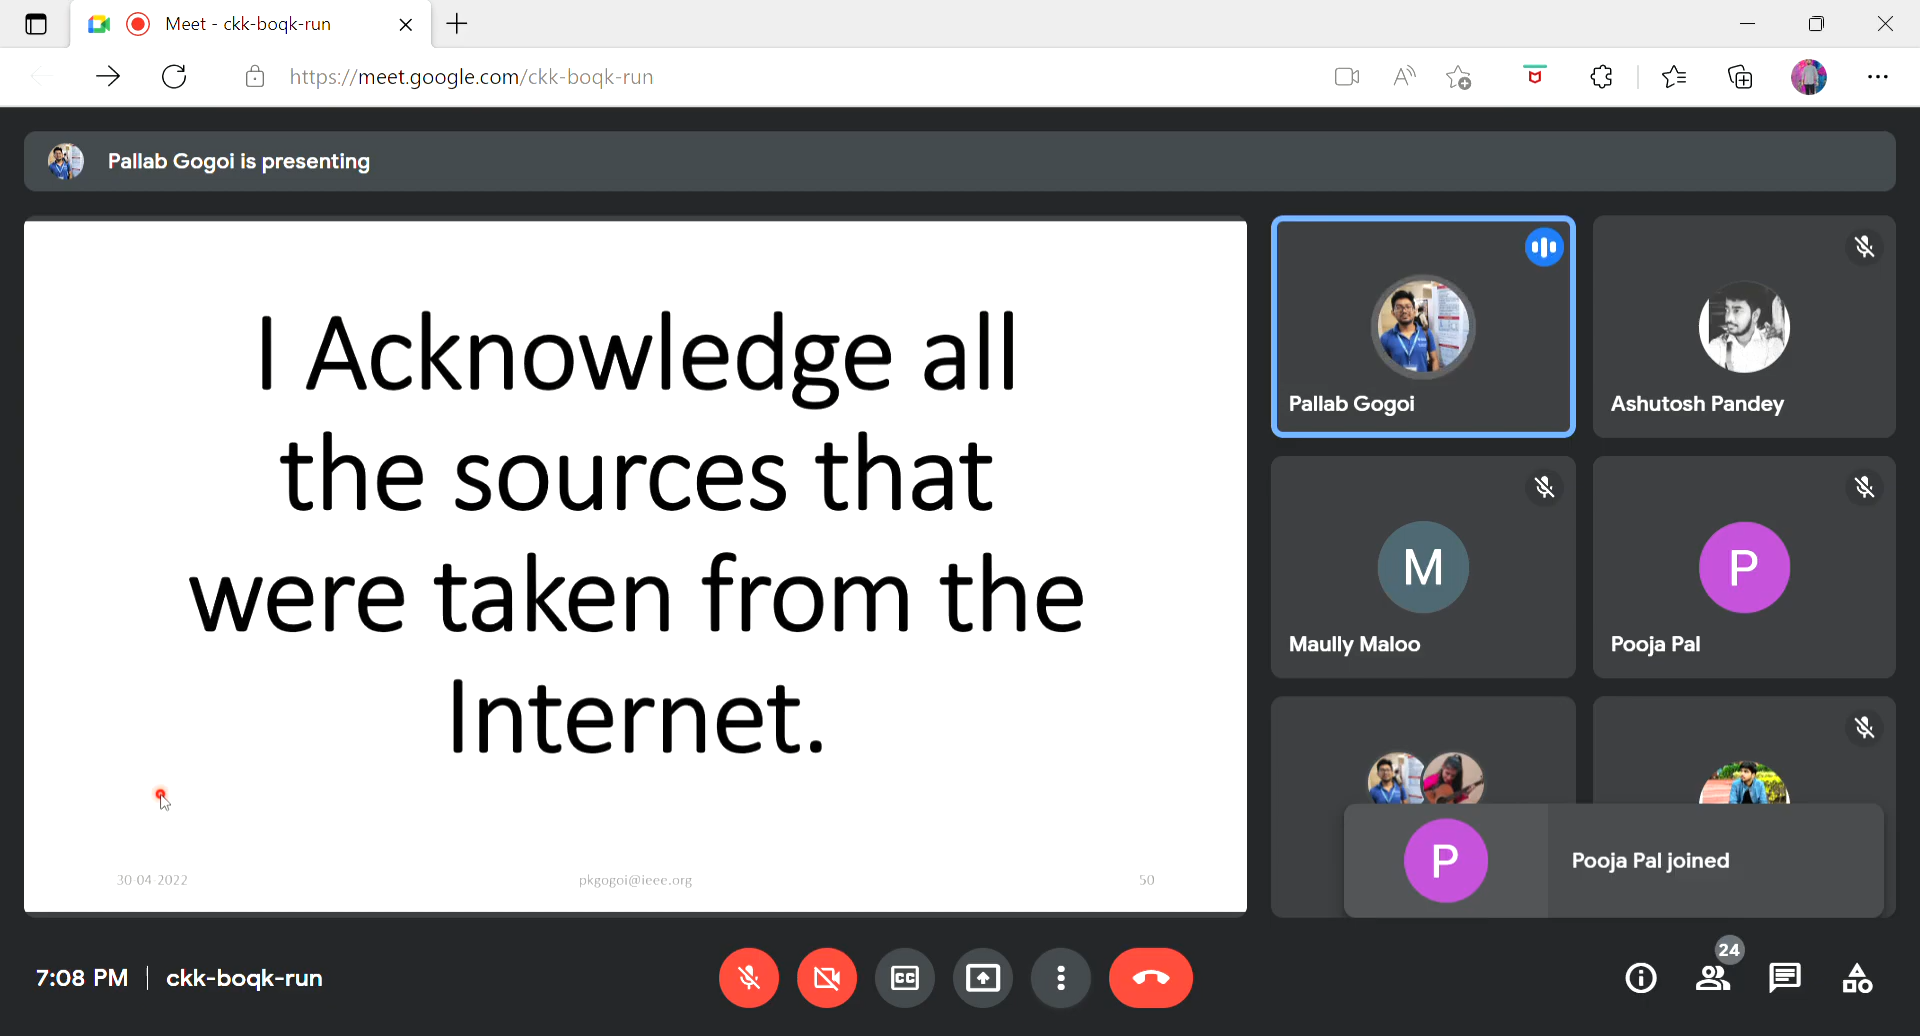 Meet - ckk-boqk-run
https://meet.google.com/ckk-boqk-run
Pallab Gogoi is presenting
I Acknowledge all
the sources that
were taken from the
Internet.
30-04-2022
pkgogoi@ieee.org
50
Pallab Gogoi
Ashutosh Pandey
M
Maully Maloo
P
Pooja Pal
P
Pooja Pal joined
7:08 PM | ckk-boqk-run
CC
24